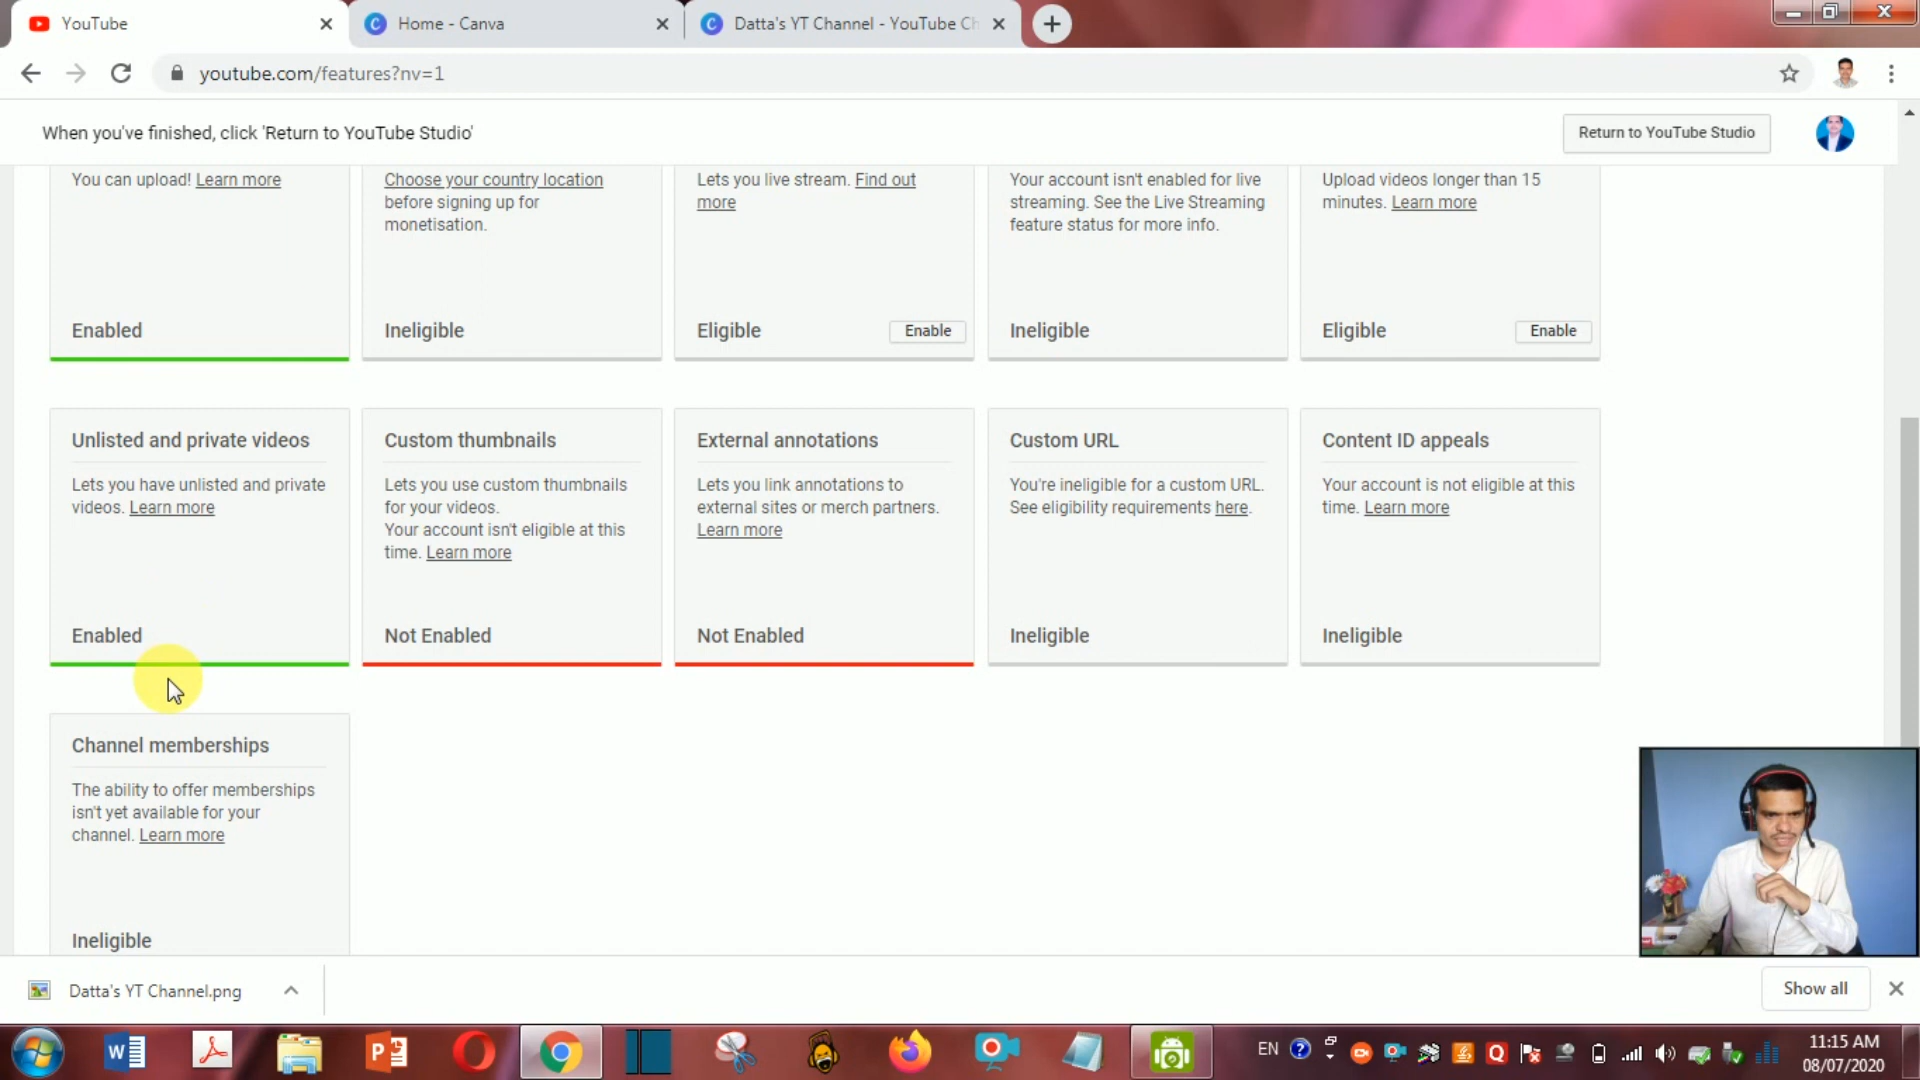 YouTube
Home - Canva
Datta's YT Channel - YouTube Ch
youtube.com/features?nv=1
When you've finished, click 'Return to YouTube Studio'
Return to YouTube Studio
You can upload! Learn more
Enabled
Choose your country location
before signing up for
monetisation.
Ineligible
Lets you live stream. Find out
more
Eligible
Enable
Your account isn't enabled for live
streaming. See the Live Streaming
feature status for more info.
Ineligible
Upload videos longer than 15
minutes. Learn more
Eligible
Enable
Unlisted and private videos
Lets you have unlisted and private
videos. Learn more
Enabled
Custom thumbnails
Lets you use custom thumbnails
for your videos.
Your account isn't eligible at this
time. Learn more
Not Enabled
External annotations
Lets you link annotations to
external sites or merch partners.
Learn more
Not Enabled
Custom URL
You're ineligible for a custom URL.
See eligibility requirements here.
Ineligible
Content ID appeals
Your account is not eligible at this
time. Learn more
Ineligible
Channel memberships
The ability to offer memberships
isn't yet available for your
channel. Learn more
Ineligible
Datta's YT Channel.png
Show all
EN
11:15 AM
08/07/2020